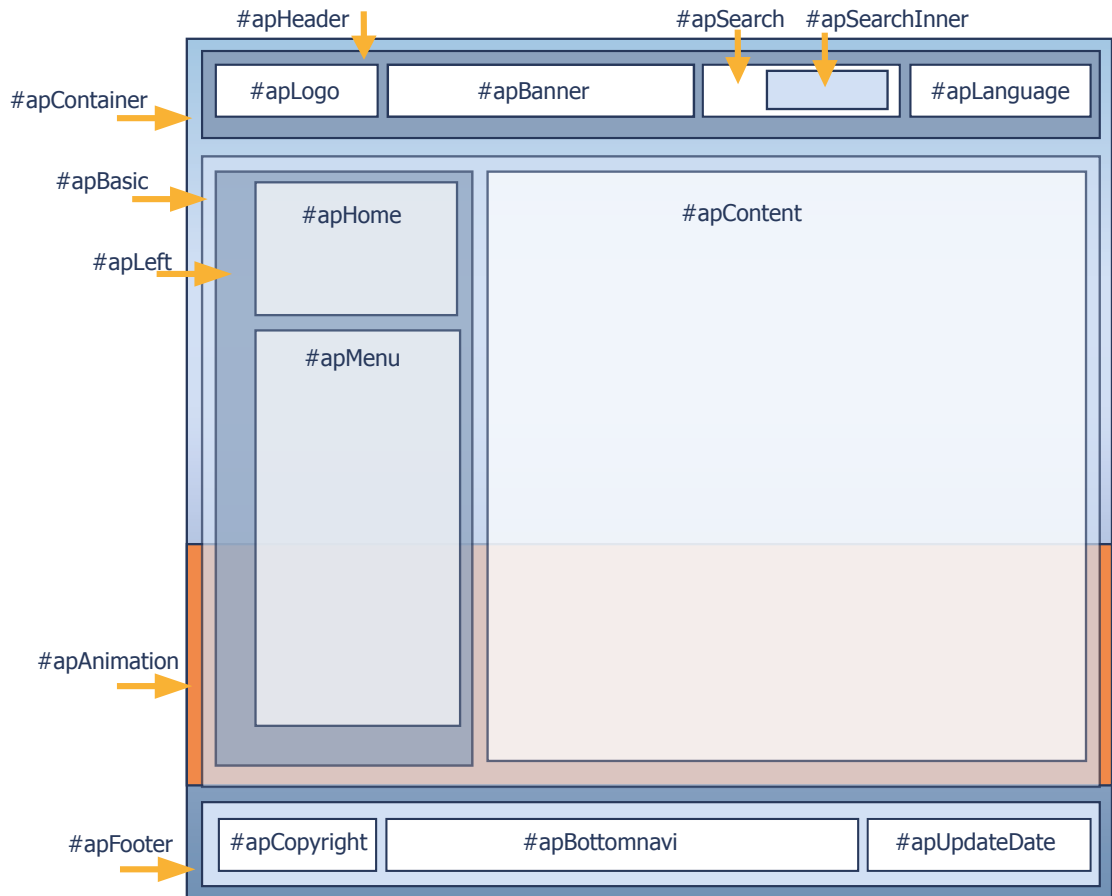 #apHeader
#apSearch
#apSearchInner
#apContainer
#apLogo
#apBanner
#apLanguage
#apBasic
#apHome
#apContent
#apLeft
#apMenu
#apAnimation
#apFooter
#apCopyright
#apBottomnavi
#apUpdateDate